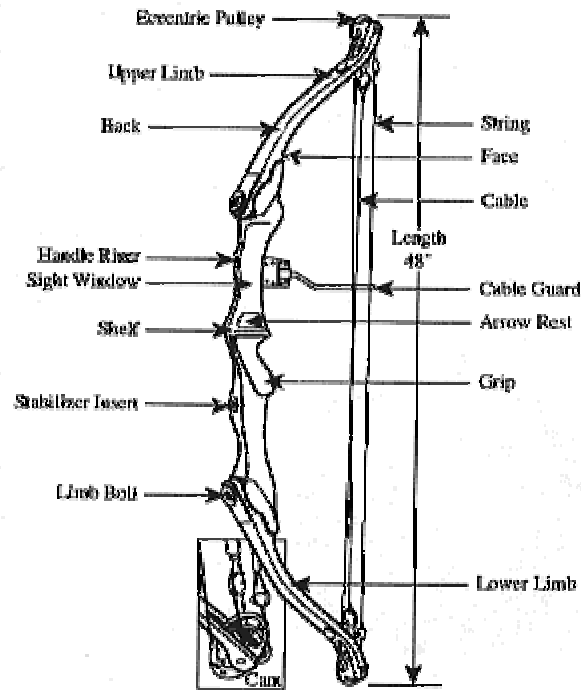 Eccentric Pulley
Upper Limb
Back
String
Face
Cable
Length
48"
Handle Riser
Sight Window
Cable Guard
Shelf
Arrow Rest
Grip
Stabilizer Insert
Limb Bolt
Lower Limb
Cam